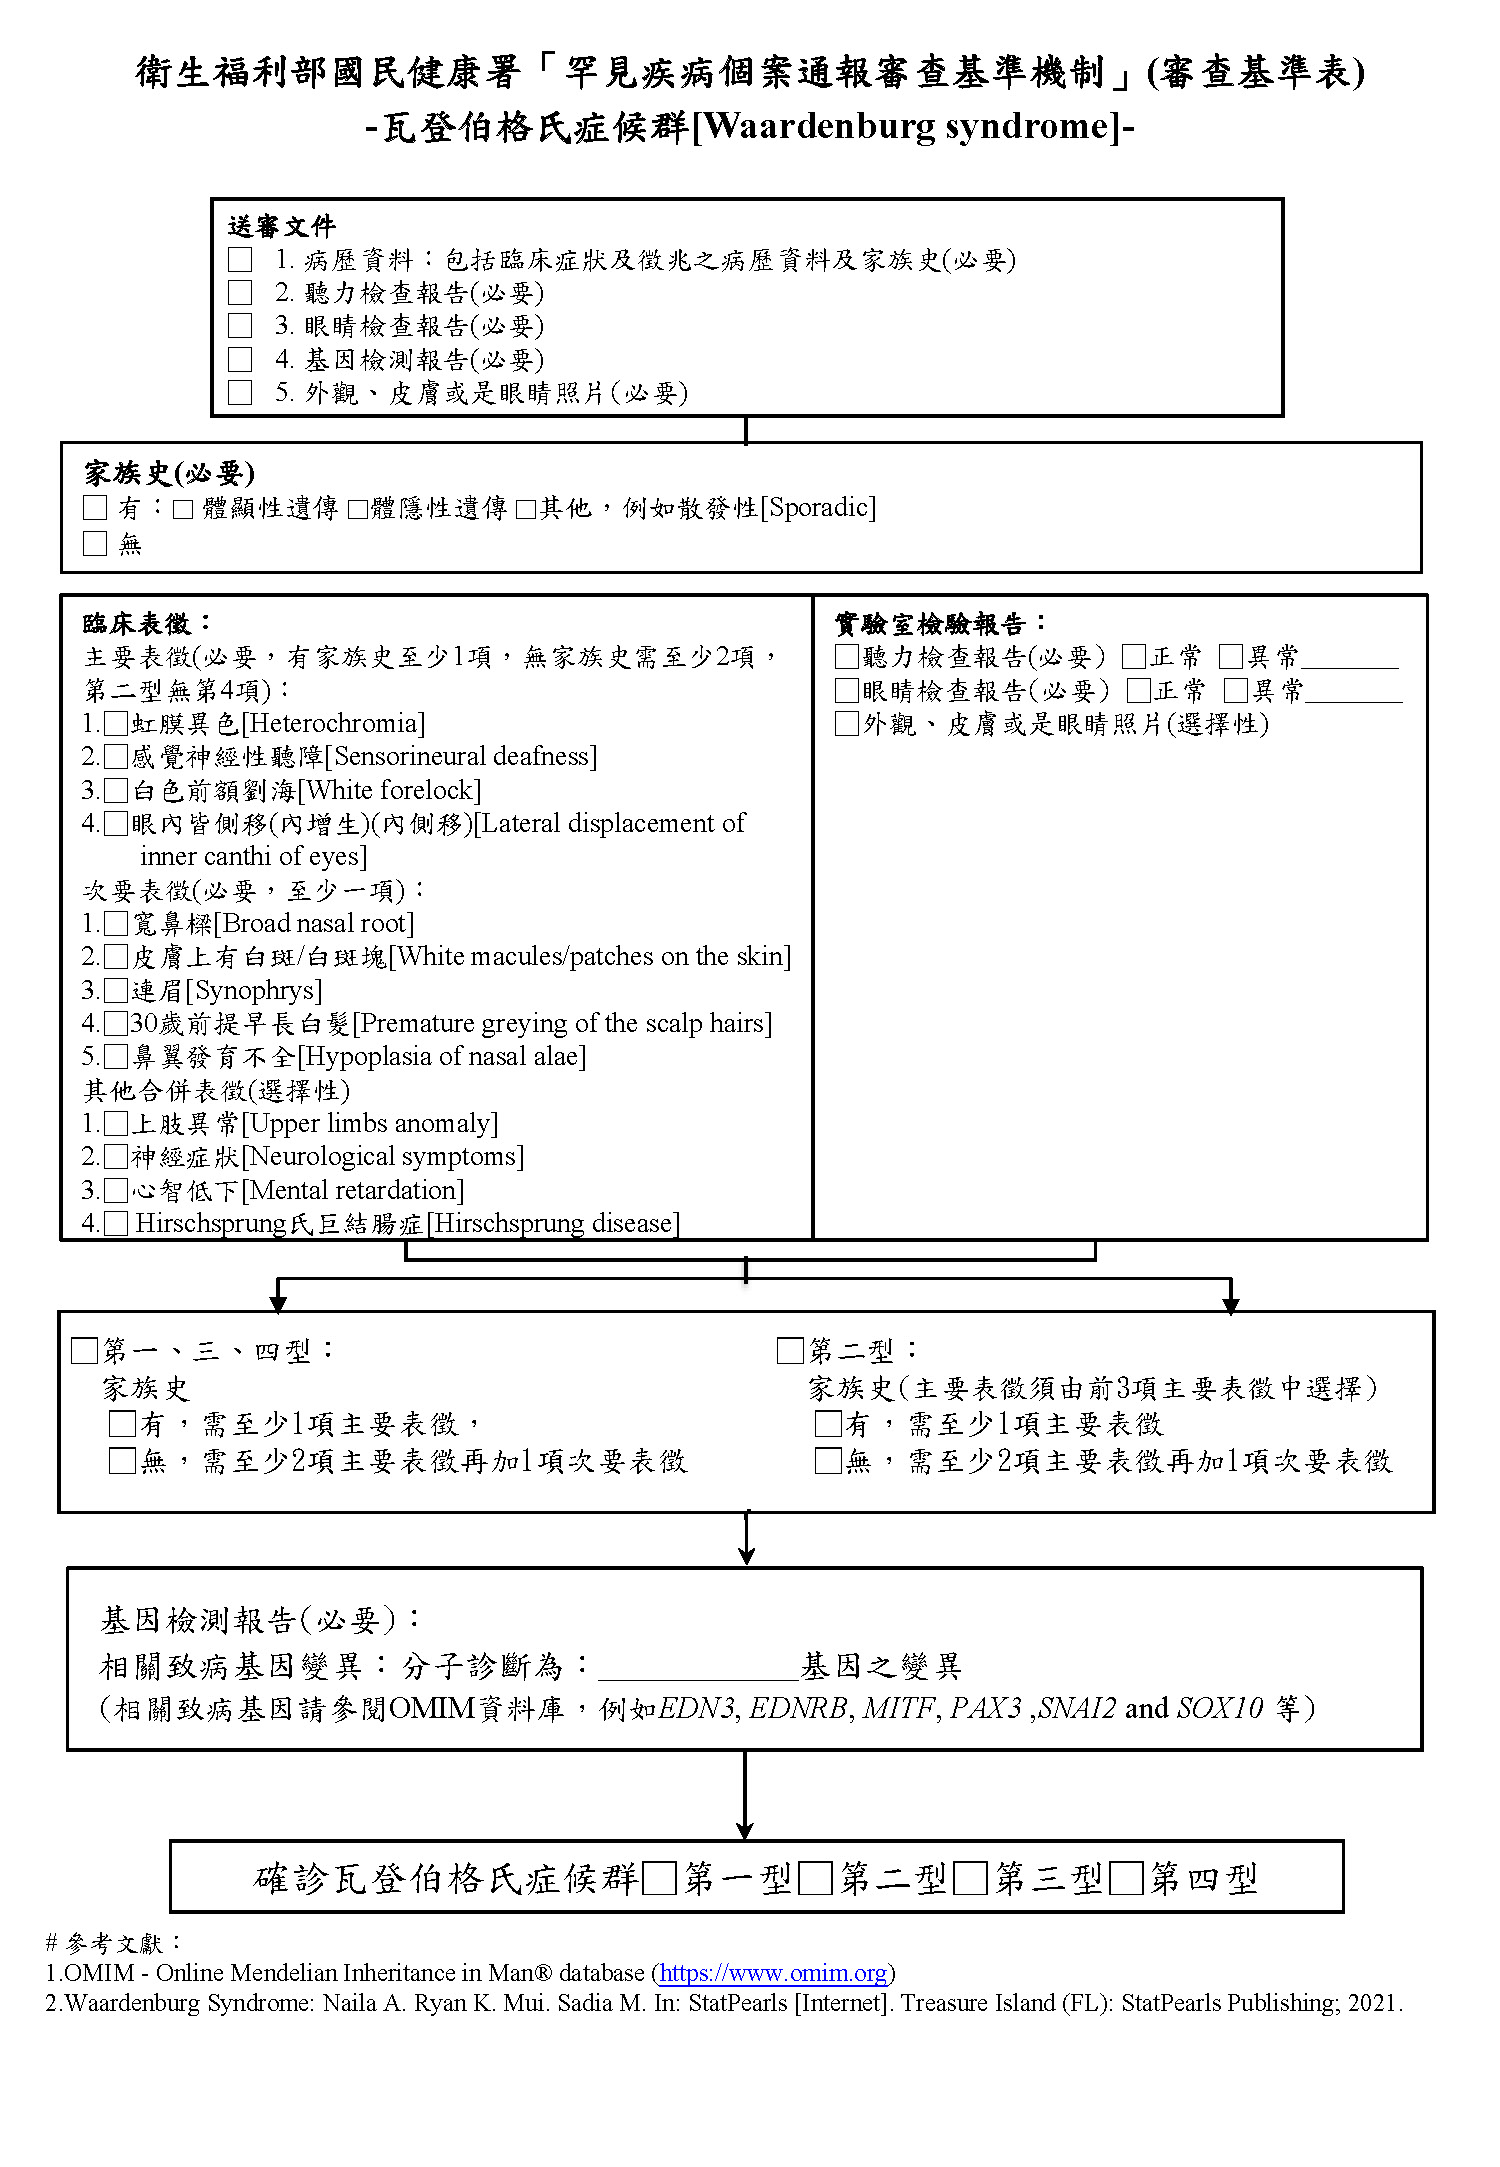 衛生福利部國民健康署「罕見疾病個案通報審查基準機制」(審查基準表)
-瓦登伯格氏症候群[Waardenburg syndrome]-
送審文件
□ 1. 病歷資料：包括臨床症狀及徵兆之病歷資料及家族史(必要)
□ 2. 聽力檢查報告(必要)
□ 3. 眼睛檢查報告(必要)
□ 4. 基因檢測報告(必要)
□ 5. 外觀、皮膚或是眼睛照片(必要)
家族史(必要)
□ 有：□ 體顯性遺傳 □體隱性遺傳 □其他，例如散發性[Sporadic]
□ 無
臨床表徵：
主要表徵(必要，有家族史至少1項，無家族史需至少2項，
第二型無第4項)：
1.□虹膜異色[Heterochromia]
2.□感覺神經性聽障[Sensorineural deafness]
3.□白色前額劉海[White forelock]
4.□眼內眥側移(內增生)(內側移)[Lateral displacement of
inner canthi of eyes]
次要表徵(必要，至少一項)：
1.□寬鼻樑[Broad nasal root]
2.□皮膚上有白斑/白斑塊[White macules/patches on the skin]
3.□連眉[Synophrys]
4.□30歲前提早長白髮[Premature greying of the scalp hairs]
5.□鼻翼發育不全[Hypoplasia of nasal alae]
其他合併表徵(選擇性)
1.□上肢異常[Upper limbs anomaly]
2.□神經症狀[Neurological symptoms]
3.□心智低下[Mental retardation]
4.□ Hirschsprung氏巨結腸症[Hirschsprung disease]
實驗室檢驗報告：
□聽力檢查報告(必要) □正常 □異常_______
□眼睛檢查報告(必要) □正常 □異常_______
□外觀、皮膚或是眼睛照片(選擇性)
□第一、三、四型：
家族史
□有，需至少1項主要表徵，
□無，需至少2項主要表徵再加1項次要表徵
□第二型：
家族史(主要表徵須由前3項主要表徵中選擇)
□有，需至少1項主要表徵
□無，需至少2項主要表徵再加1項次要表徵
基因檢測報告(必要)：
相關致病基因變異：分子診斷為：____________基因之變異
(相關致病基因請參閱OMIM資料庫，例如EDN3, EDNRB, MITF, PAX3 ,SNAI2 and SOX10 等)
確診瓦登伯格氏症候群□第一型□第二型□第三型□第四型
# 參考文獻：
1.OMIM - Online Mendelian Inheritance in Man® database (https://www.omim.org)
2.Waardenburg Syndrome: Naila A. Ryan K. Mui. Sadia M. In: StatPearls [Internet]. Treasure Island (FL): StatPearls Publishing; 2021.